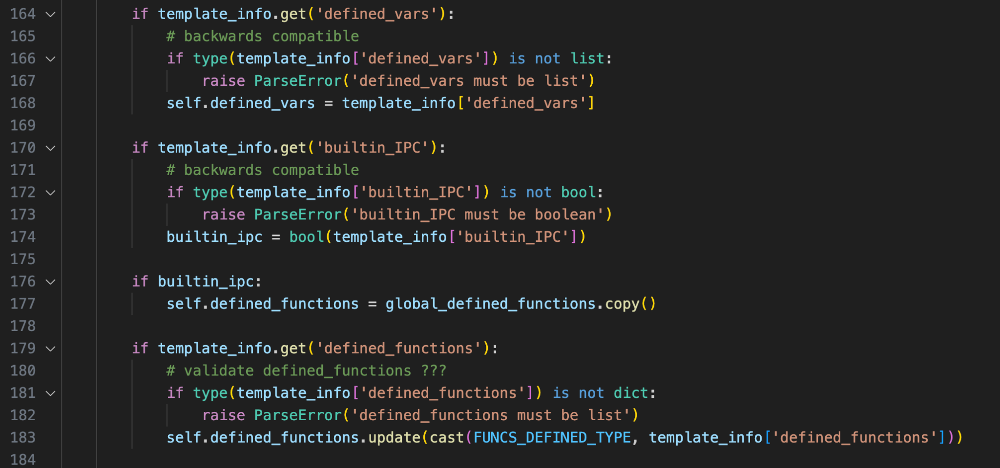 164 if template_info.get('defined_vars'):
165 # backwards compatible
166 if type(template_info['defined_vars']) is not list:
167 raise ParseError('defined_vars must be list')
168 self.defined_vars = template_info['defined_vars']
169
170 if template_info.get('builtin_IPC'):
171 # backwards compatible
172 if type(template_info['builtin_IPC']) is not bool:
173 raise ParseError('builtin_IPC must be boolean')
174 builtin_ipc = bool(template_info['builtin_IPC'])
175
176 if builtin_ipc:
177 self.defined_functions = global_defined_functions.copy()
178
179 if template_info.get('defined_functions'):
180 # validate defined_functions ???
181 if type(template_info['defined_functions']) is not dict:
182 raise ParseError('defined_functions must be list')
183 self.defined_functions.update(cast(FUNCS_DEFINED_TYPE, template_info['defined_functions']))
184